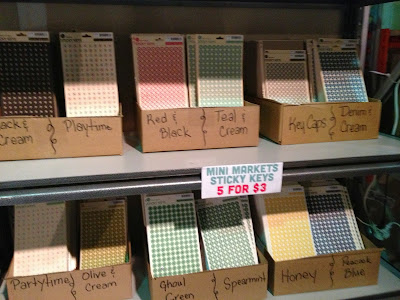 ack & Cream
Playtime
Red & Black
Teal & Cream
Key Caps
Denim & Cream
MINI MARKETS
STICKY KEYS
5 FOR $3
Partytime
Olive & Cream
Ghoul Green
Spearmint
Honey
Peacock Blue